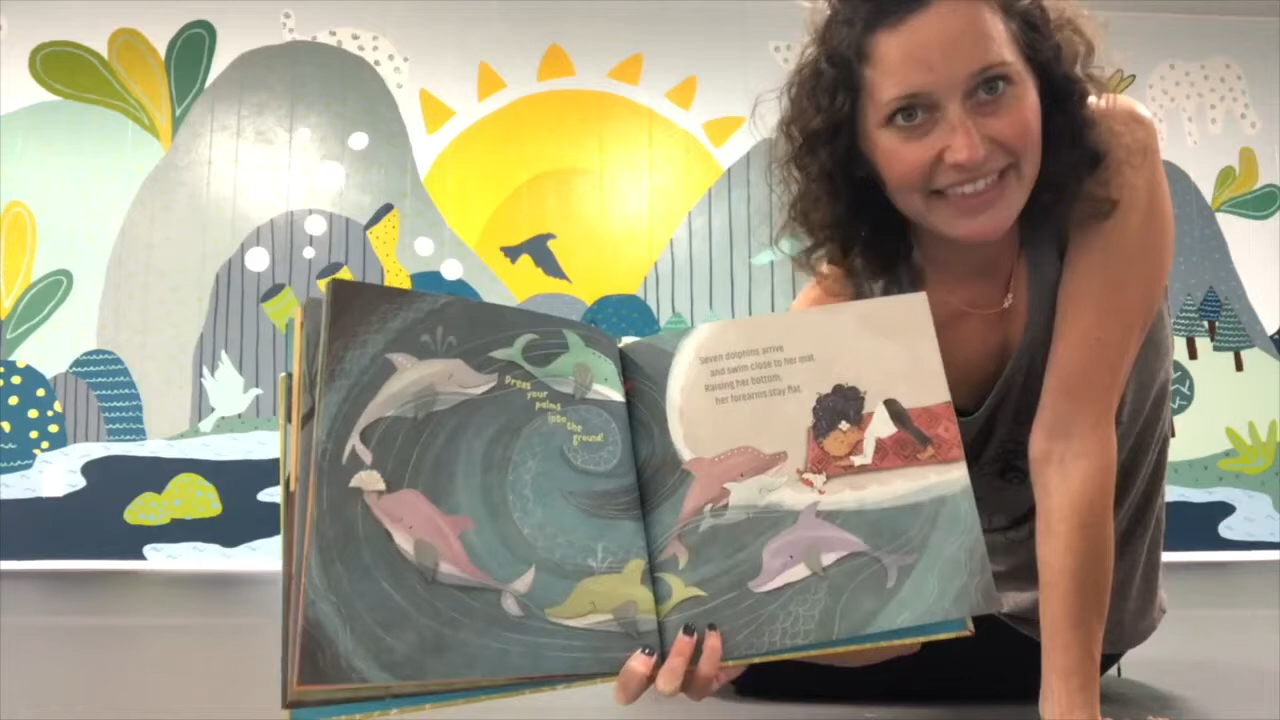 Press
your
palms
into the
ground!
Seven dolphins arrive
and swim close to her mat.
Raising her bottom,
her forearms stay flat.